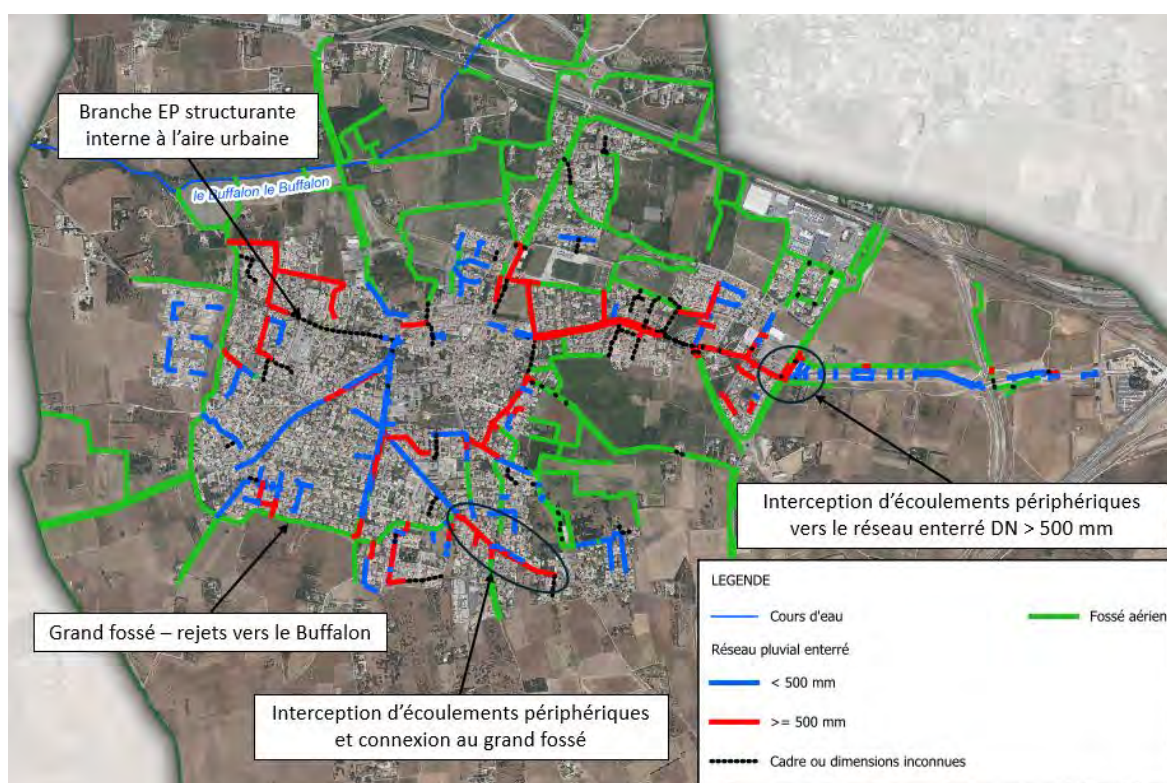 Branche EP structurante
interne à l'aire urbaine
le Buffalon le Buffalon
Interception d'écoulements périphériques
vers le réseau enterré DN > 500 mm
Grand fossé – rejets vers le Buffalon
Interception d'écoulements périphériques
et connexion au grand fossé
LEGENDE
Cours d'eau
Fossé aérien
Réseau pluvial enterré
< 500 mm
>= 500 mm
Cadre ou dimensions inconnues